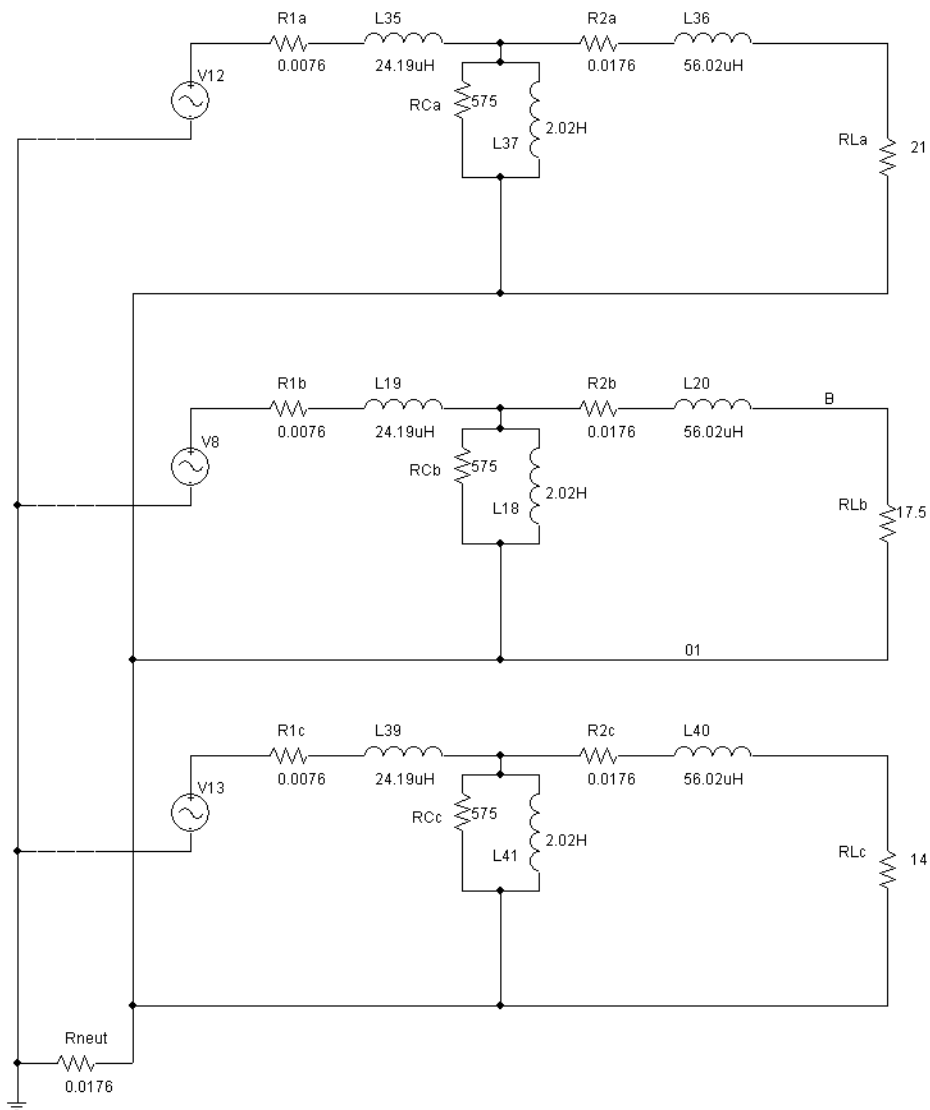 R1a L35 R2a L36
0.0076 24.19uH 0.0176 56.02uH
V12
+
-
RCa 575
L37 2.02H
RLa 21
R1b L19 R2b L20
B
0.0076 24.19uH 0.0176 56.02uH
V8
+
-
RCb 575
L18 2.02H
RLb 17.5
01
R1c L39 R2c L40
0.0076 24.19uH 0.0176 56.02uH
V13
+
-
RCc 575
L41 2.02H
RLc 14
Rneut
0.0176